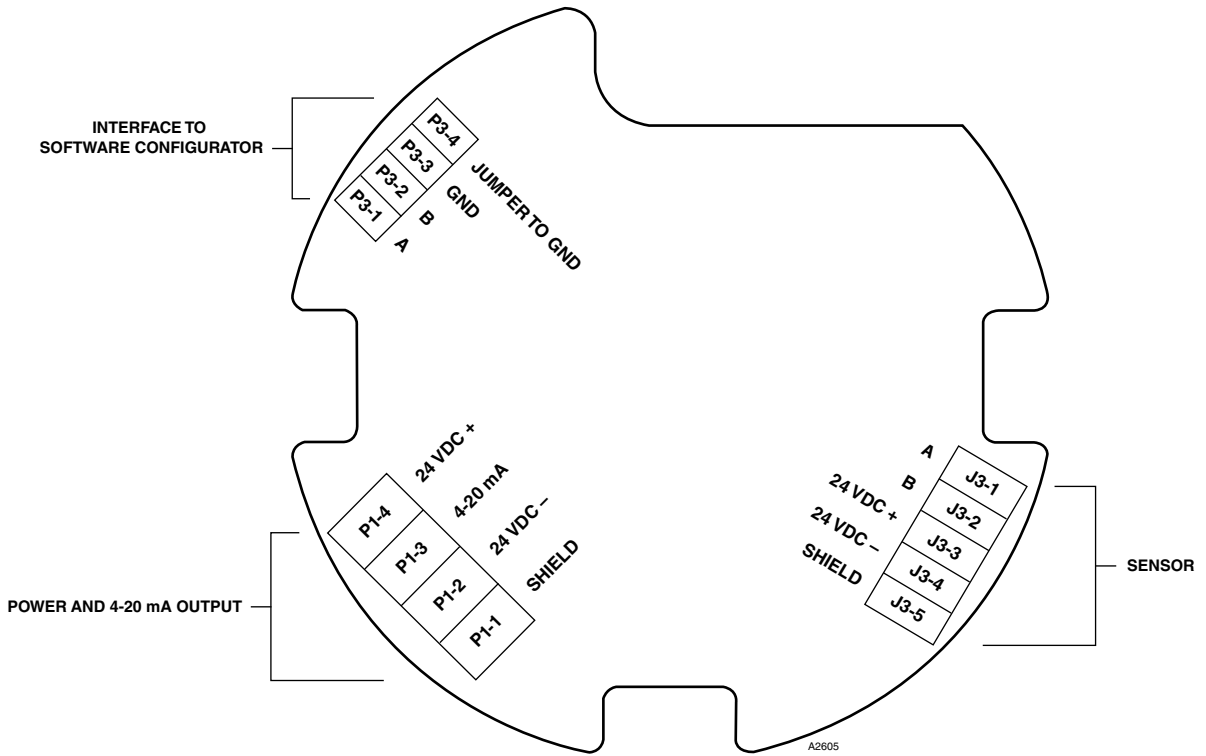 INTERFACE TO
SOFTWARE CONFIGURATOR
P3-4
P3-3
P3-2
P3-1
JUMPER TO GND
GND
B
A
24 VDC +
4-20 mA
24 VDC –
SHIELD
P1-4
P1-3
P1-2
P1-1
POWER AND 4-20 mA OUTPUT
A
B
24 VDC +
24 VDC –
SHIELD
J3-1
J3-2
J3-3
J3-4
J3-5
SENSOR
A2605